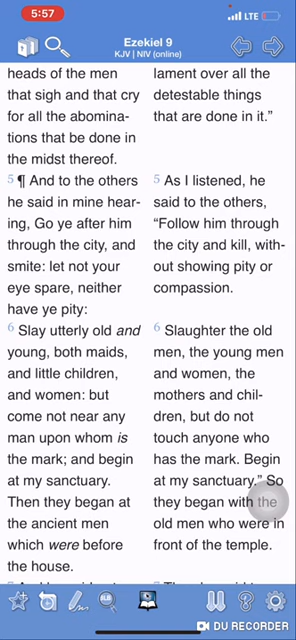 5:57
LTE
Ezekiel 9
KJV | NIV (online)
heads of the men
that sigh and that cry
for all the abomina-
tions that be done in
the midst thereof.
5 ¶ And to the others
he said in mine hear-
ing, Go ye after him
through the city, and
smite: let not your
eye spare, neither
have ye pity:
6 Slay utterly old and
young, both maids,
and little children,
and women: but
come not near any
man upon whom is
the mark; and begin
at my sanctuary.
Then they began at
the ancient men
which were before
the house.
lament over all the
detestable things
that are done in it.”
5 As I listened, he
said to the others,
“Follow him through
the city and kill, with-
out showing pity or
compassion.
6 Slaughter the old
men, the young men
and women, the
mothers and chil-
dren, but do not
touch anyone who
has the mark. Begin
at my sanctuary.” So
they began with the
old men who were in
front of the temple.
DU RECORDER